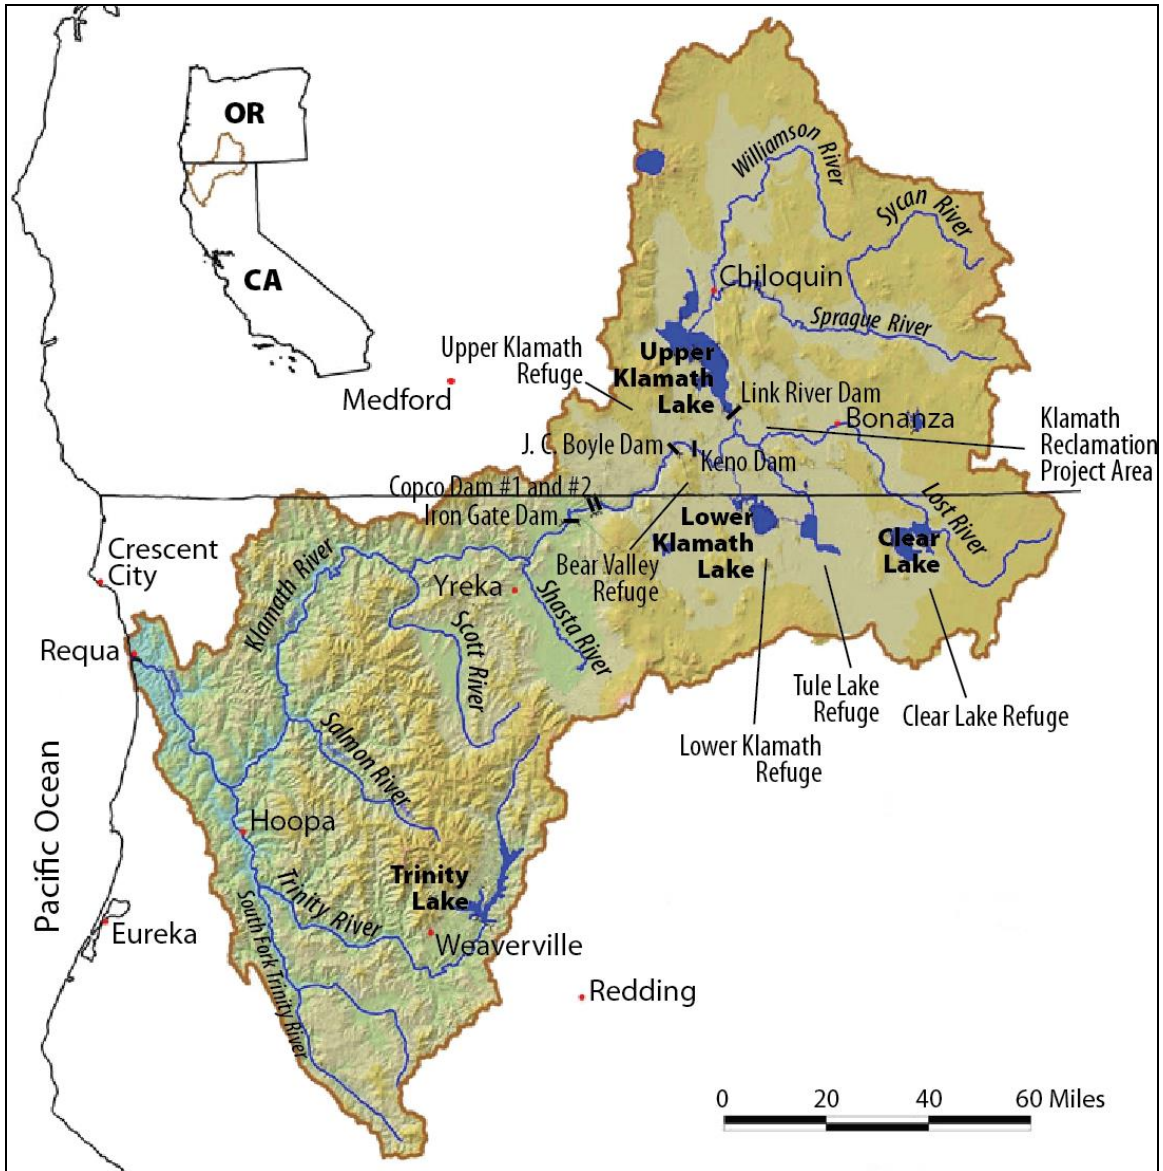 OR
CA
Williamson River
Sycan River
Chiloquin
Sprague River
Upper Klamath
Refuge
Upper
Klamath
Lake
Medford
Link River Dam
Bonanza
Klamath
Reclamation
Project Area
J. C. Boyle Dam
Keno Dam
Copco Dam #1 and #2
Iron Gate Dam
Lower
Klamath
Lake
Clear
Lake
Lost River
Bear Valley
Refuge
Crescent
City
Klamath River
Yreka
Shasta River
Scott River
Requa
Tule Lake
Refuge
Clear Lake Refuge
Lower Klamath
Refuge
Salmon River
Pacific Ocean
Hoopa
Trinity
Lake
Trinity River
South Fork Trinity River
Eureka
Weaverville
Redding
0 20 40 60 Miles